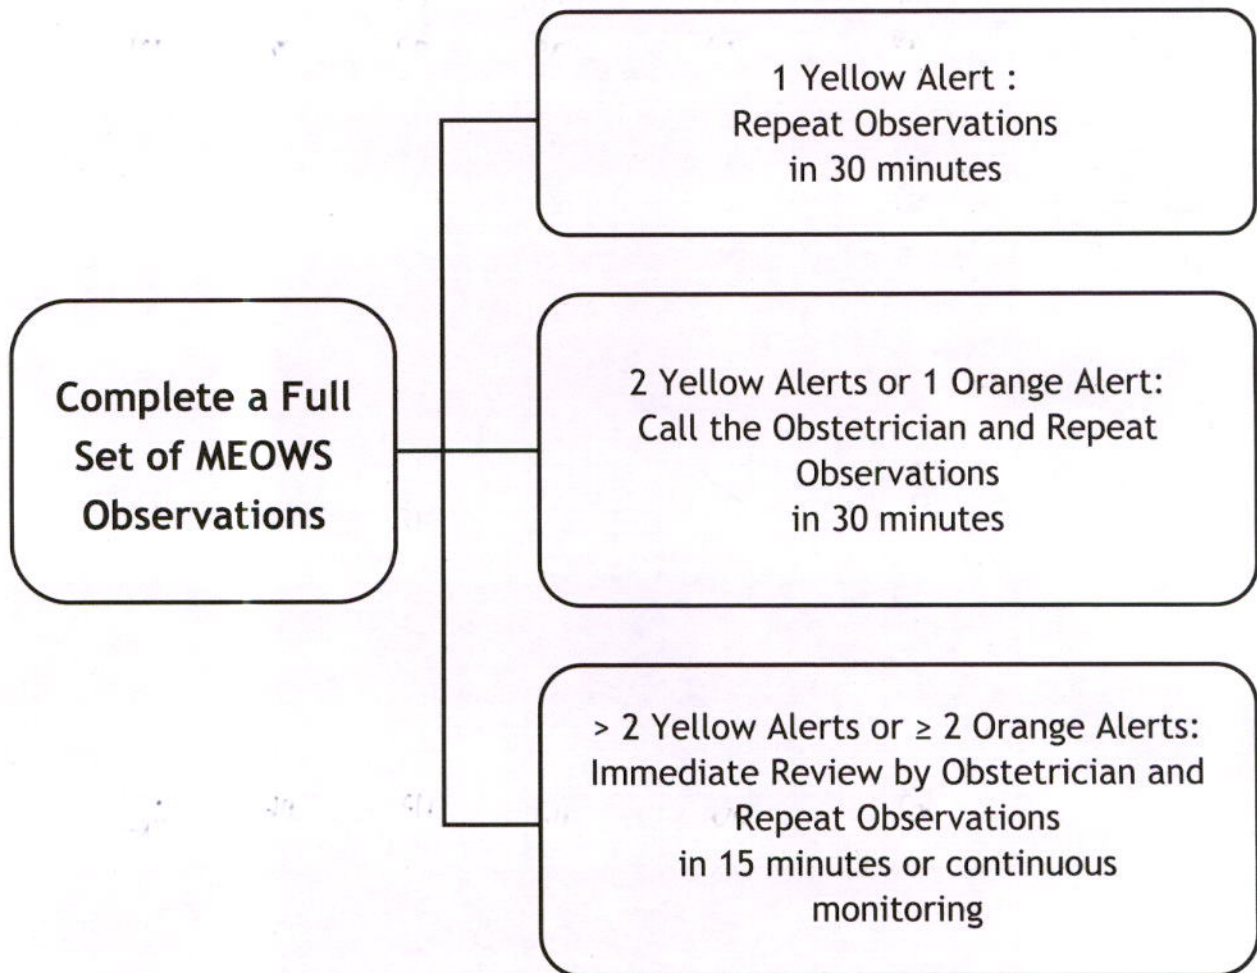 1 Yellow Alert :
Repeat Observations
in 30 minutes
Complete a Full
Set of MEOWS
Observations
2 Yellow Alerts or 1 Orange Alert:
Call the Obstetrician and Repeat
Observations
in 30 minutes
> 2 Yellow Alerts or ≥ 2 Orange Alerts:
Immediate Review by Obstetrician and
Repeat Observations
in 15 minutes or continuous
monitoring